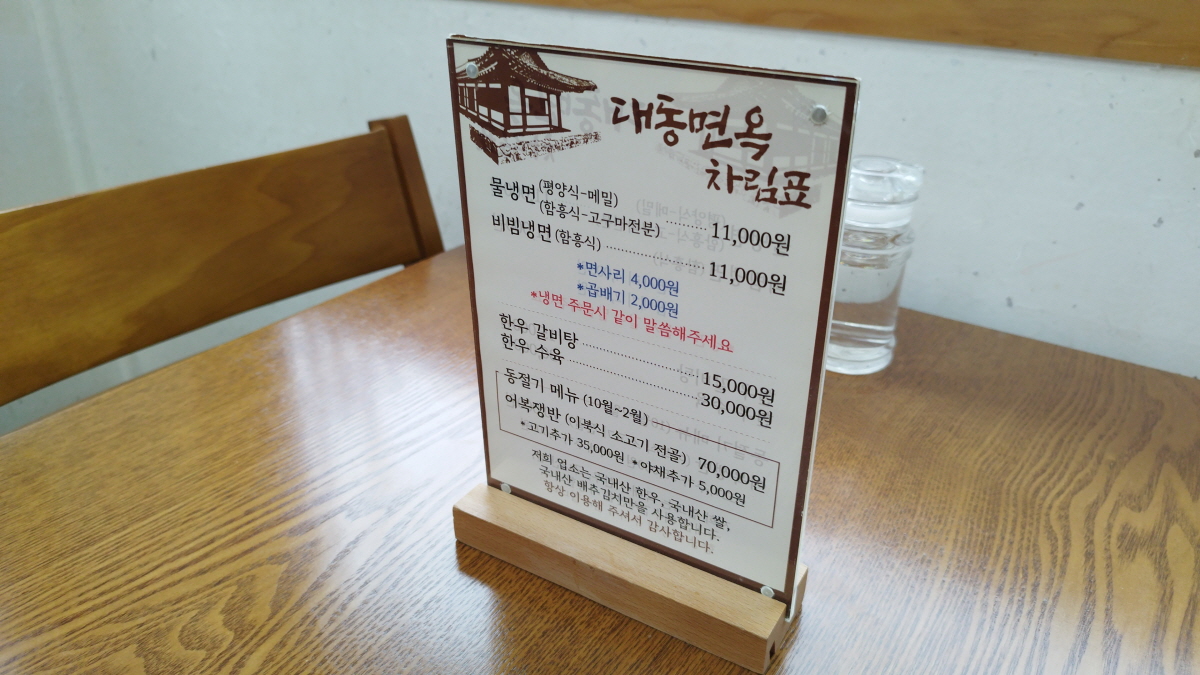 대동면옥
차림표
물냉면 (평양식-메밀)
(함흥식-고구마전분) ········ 11,000원
비빔냉면 (함흥식) ···················· 11,000원
*면사리 4,000원
*곱배기 2,000원
*냉면 주문시 같이 말씀해주세요
한우 갈비탕 ························ 15,000원
한우 수육 ·························· 30,000원
동절기 메뉴 (10월~2월)
어복쟁반 (이북식 소고기 전골) 70,000원
*고기추가 35,000원 *야채추가 5,000원
저희 업소는 국내산 한우, 국내산 쌀,
국내산 배추김치만을 사용합니다.
항상 이용해 주셔서 감사합니다.